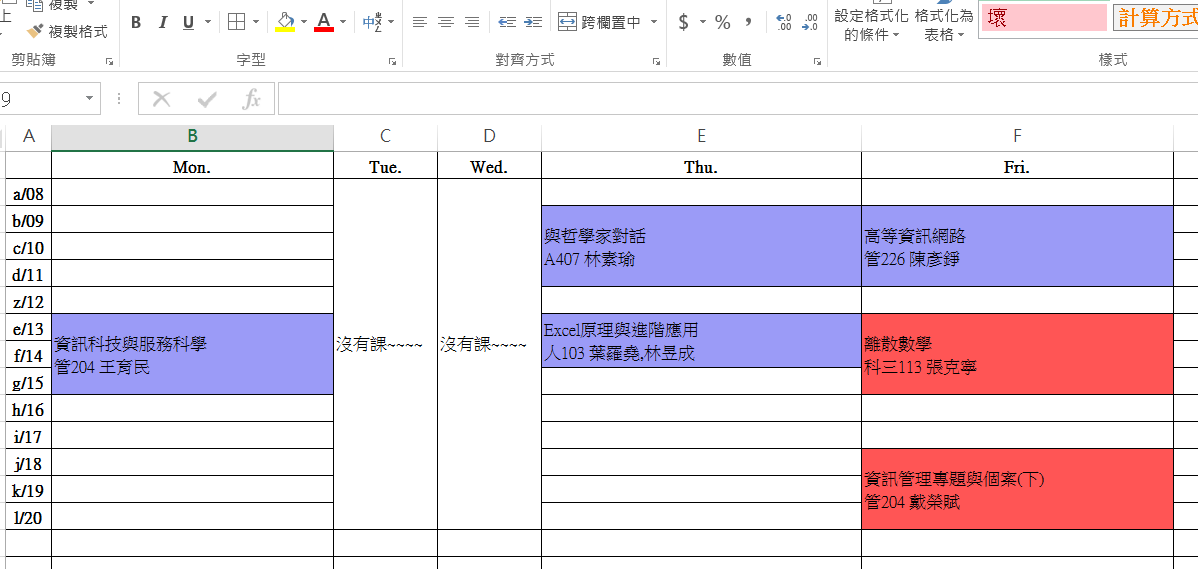 複製
複製格式
剪貼簿
B I U A 中
字型
跨欄置中
對齊方式
$ % ,
←.0 .00
.00 →.0
數值
設定格式化 格式化為
的條件 表格
壞 計算方式
樣式
9 fx
A B C D E F
Mon. Tue. Wed. Thu. Fri.
a/08
b/09
c/10
d/11
z/12
e/13
f/14
g/15
h/16
i/17
j/18
k/19
l/20
資訊科技與服務科學
管204 王育民
沒有課~~~~
沒有課~~~~
與哲學家對話
A407 林素瑜
Excel原理與進階應用
人103 葉羅堯,林昱成
高等資訊網路
管226 陳彥錚
離散數學
科三113 張克寧
資訊管理專題與個案(下)
管204 戴榮賦